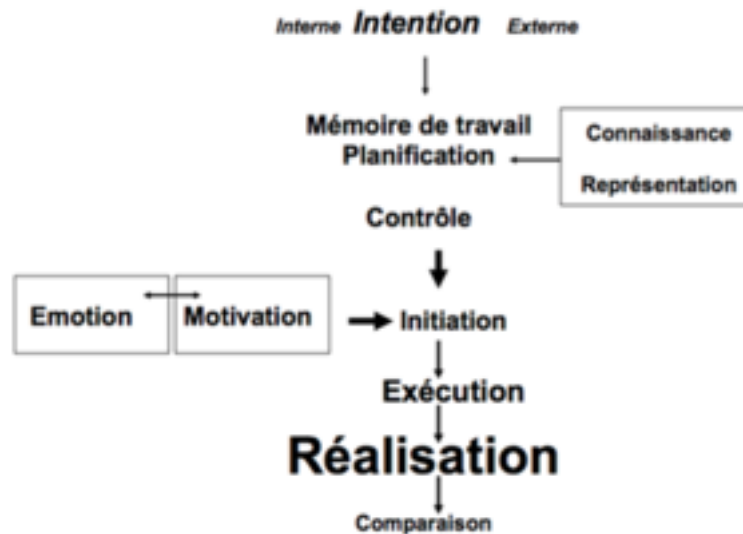 Interne Intention Externe
Mémoire de travail
Planification
Connaissance
Représentation
Contrôle
Emotion Motivation Initiation
Exécution
Réalisation
Comparaison